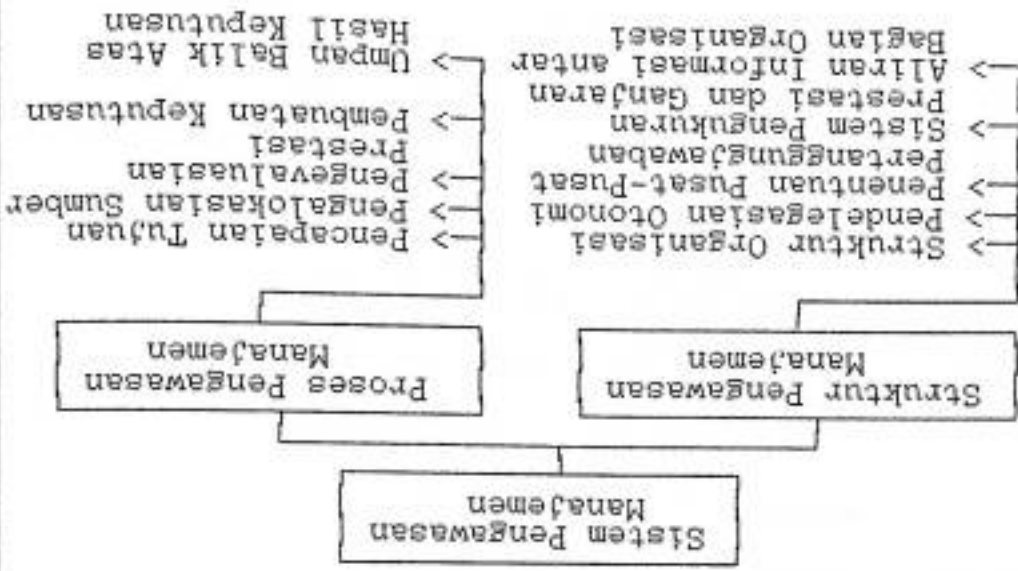 Sistem Pengawasan
Manajemen
Struktur Pengawasan
Manajemen
Proses Pengawasan
Manajemen
-> Struktur Organisasi
-> Pendelegasian Otonomi
-> Penentuan Pusat-Pusat
Pertanggungjawaban
-> Sistem Pengukuran
Prestasi dan Ganjaran
-> Aliran Informasi antar
Bagian Organisasi
-> Pencapaian Tujuan
-> Pengalokasian Sumber
-> Pengevaluasian
Prestasi
-> Pembuatan Keputusan
-> Umpan Balik Atas
Hasil Keputusan